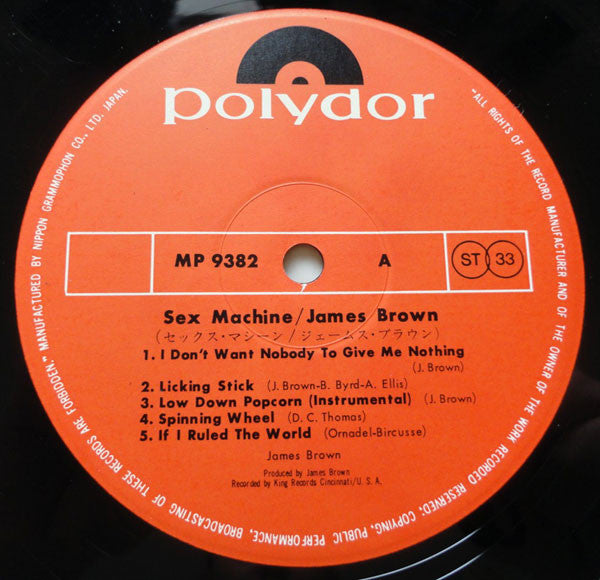 polydor
MP 9382
A
ST 33
Sex Machine/James Brown
(セックス・マシーン/ジェームス・ブラウン)
1. I Don't Want Nobody To Give Me Nothing
(J. Brown)
2. Licking Stick (J. Brown-B. Byrd-A. Ellis)
3. Low Down Popcorn (Instrumental) (J. Brown)
4. Spinning Wheel (D. C. Thomas)
5. If I Ruled The World (Ornadel-Bircusse)
James Brown
Produced by James Brown
Recorded by King Records Cincinnati/U. S. A.
"ALL RIGHTS OF THE RECORD MANUFACTURER AND OF THE OWNER OF THE WORK RECORDED RESERVED; COPYING, PUBLIC PERFORMANCE, BROADCASTING OF THESE RECORDS ARE FORBIDDEN." MANUFACTURED BY NIPPON GRAMMOPHON CO., LTD. JAPAN.